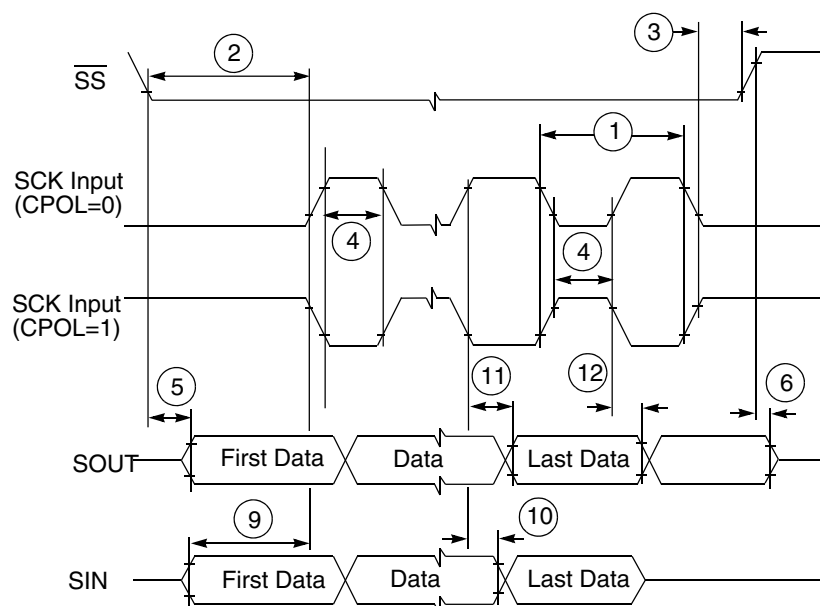 2
3
SS
1
SCK Input
(CPOL=0)
4
4
SCK Input
(CPOL=1)
5
11
12
6
SOUT
First Data
Data
Last Data
9
10
SIN
First Data
Data
Last Data